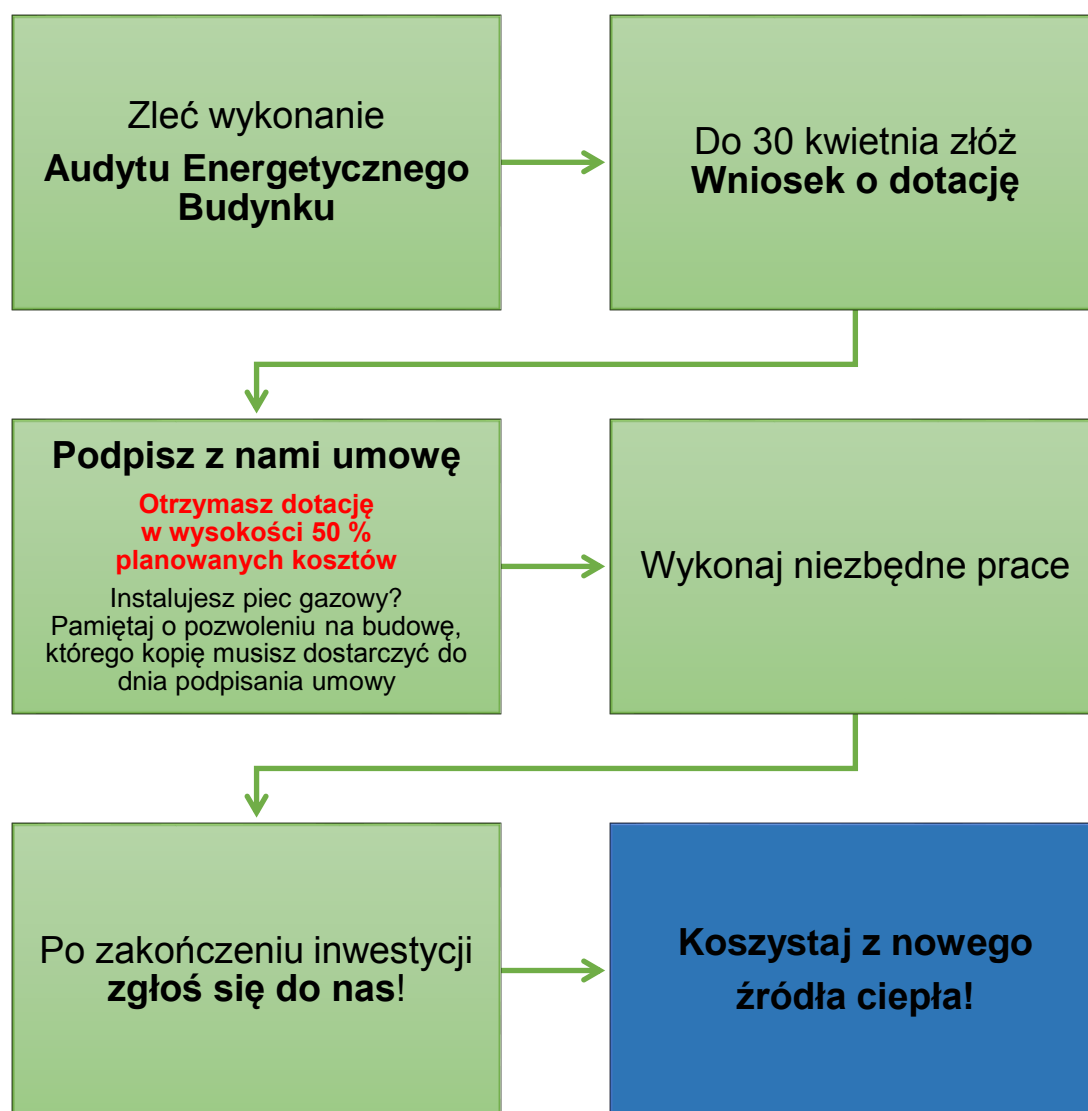 Zleć wykonanie
Audytu Energetycznego
Budynku
Do 30 kwietnia złóż
Wniosek o dotację
Podpisz z nami umowę
Otrzymasz dotację
w wysokości 50 %
planowanych kosztów
Instalujesz piec gazowy?
Pamiętaj o pozwoleniu na budowę,
którego kopię musisz dostarczyć do
dnia podpisania umowy
Wykonaj niezbędne prace
Po zakończeniu inwestycji
zgłoś się do nas!
Koszystaj z nowego
źródła ciepła!